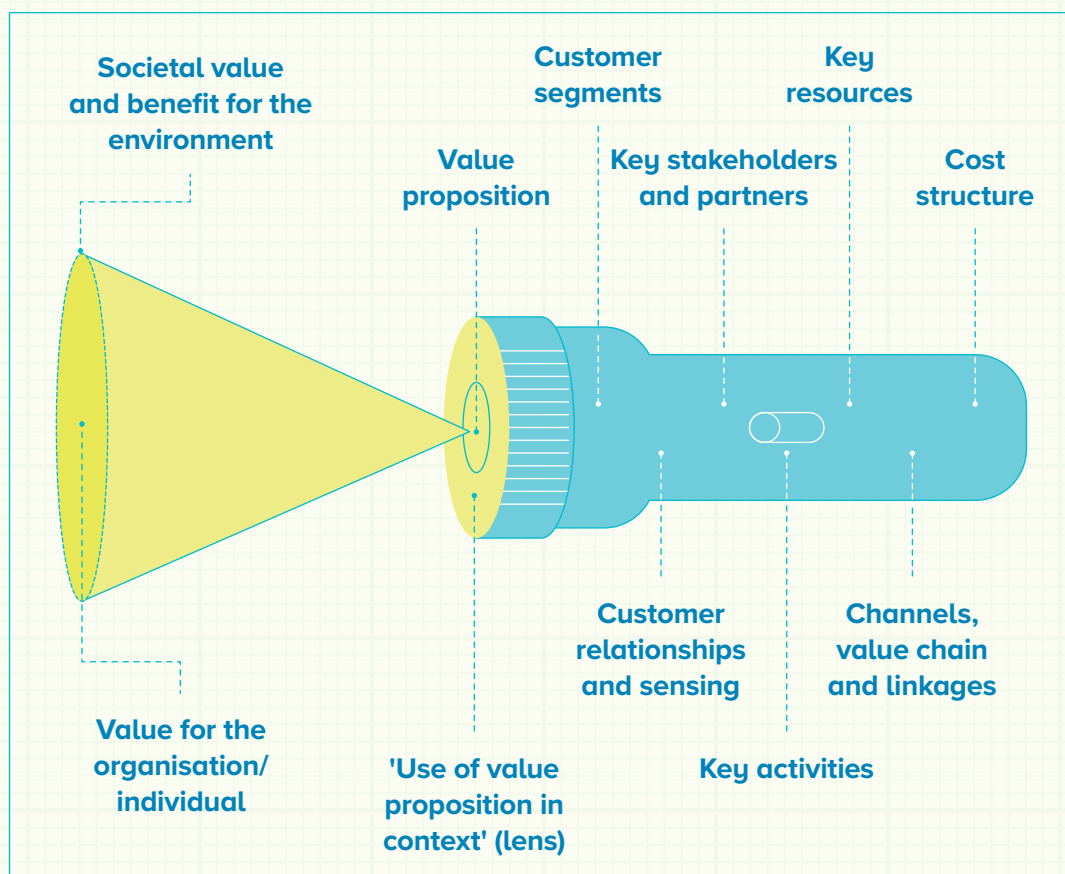 Societal value
and benefit for the
environment
Customer
segments
Key
resources
Value
proposition
Key stakeholders
and partners
Cost
structure
Customer
relationships
and sensing
Channels,
value chain
and linkages
Value for the
organisation/
individual
'Use of value
proposition in
context' (lens)
Key activities